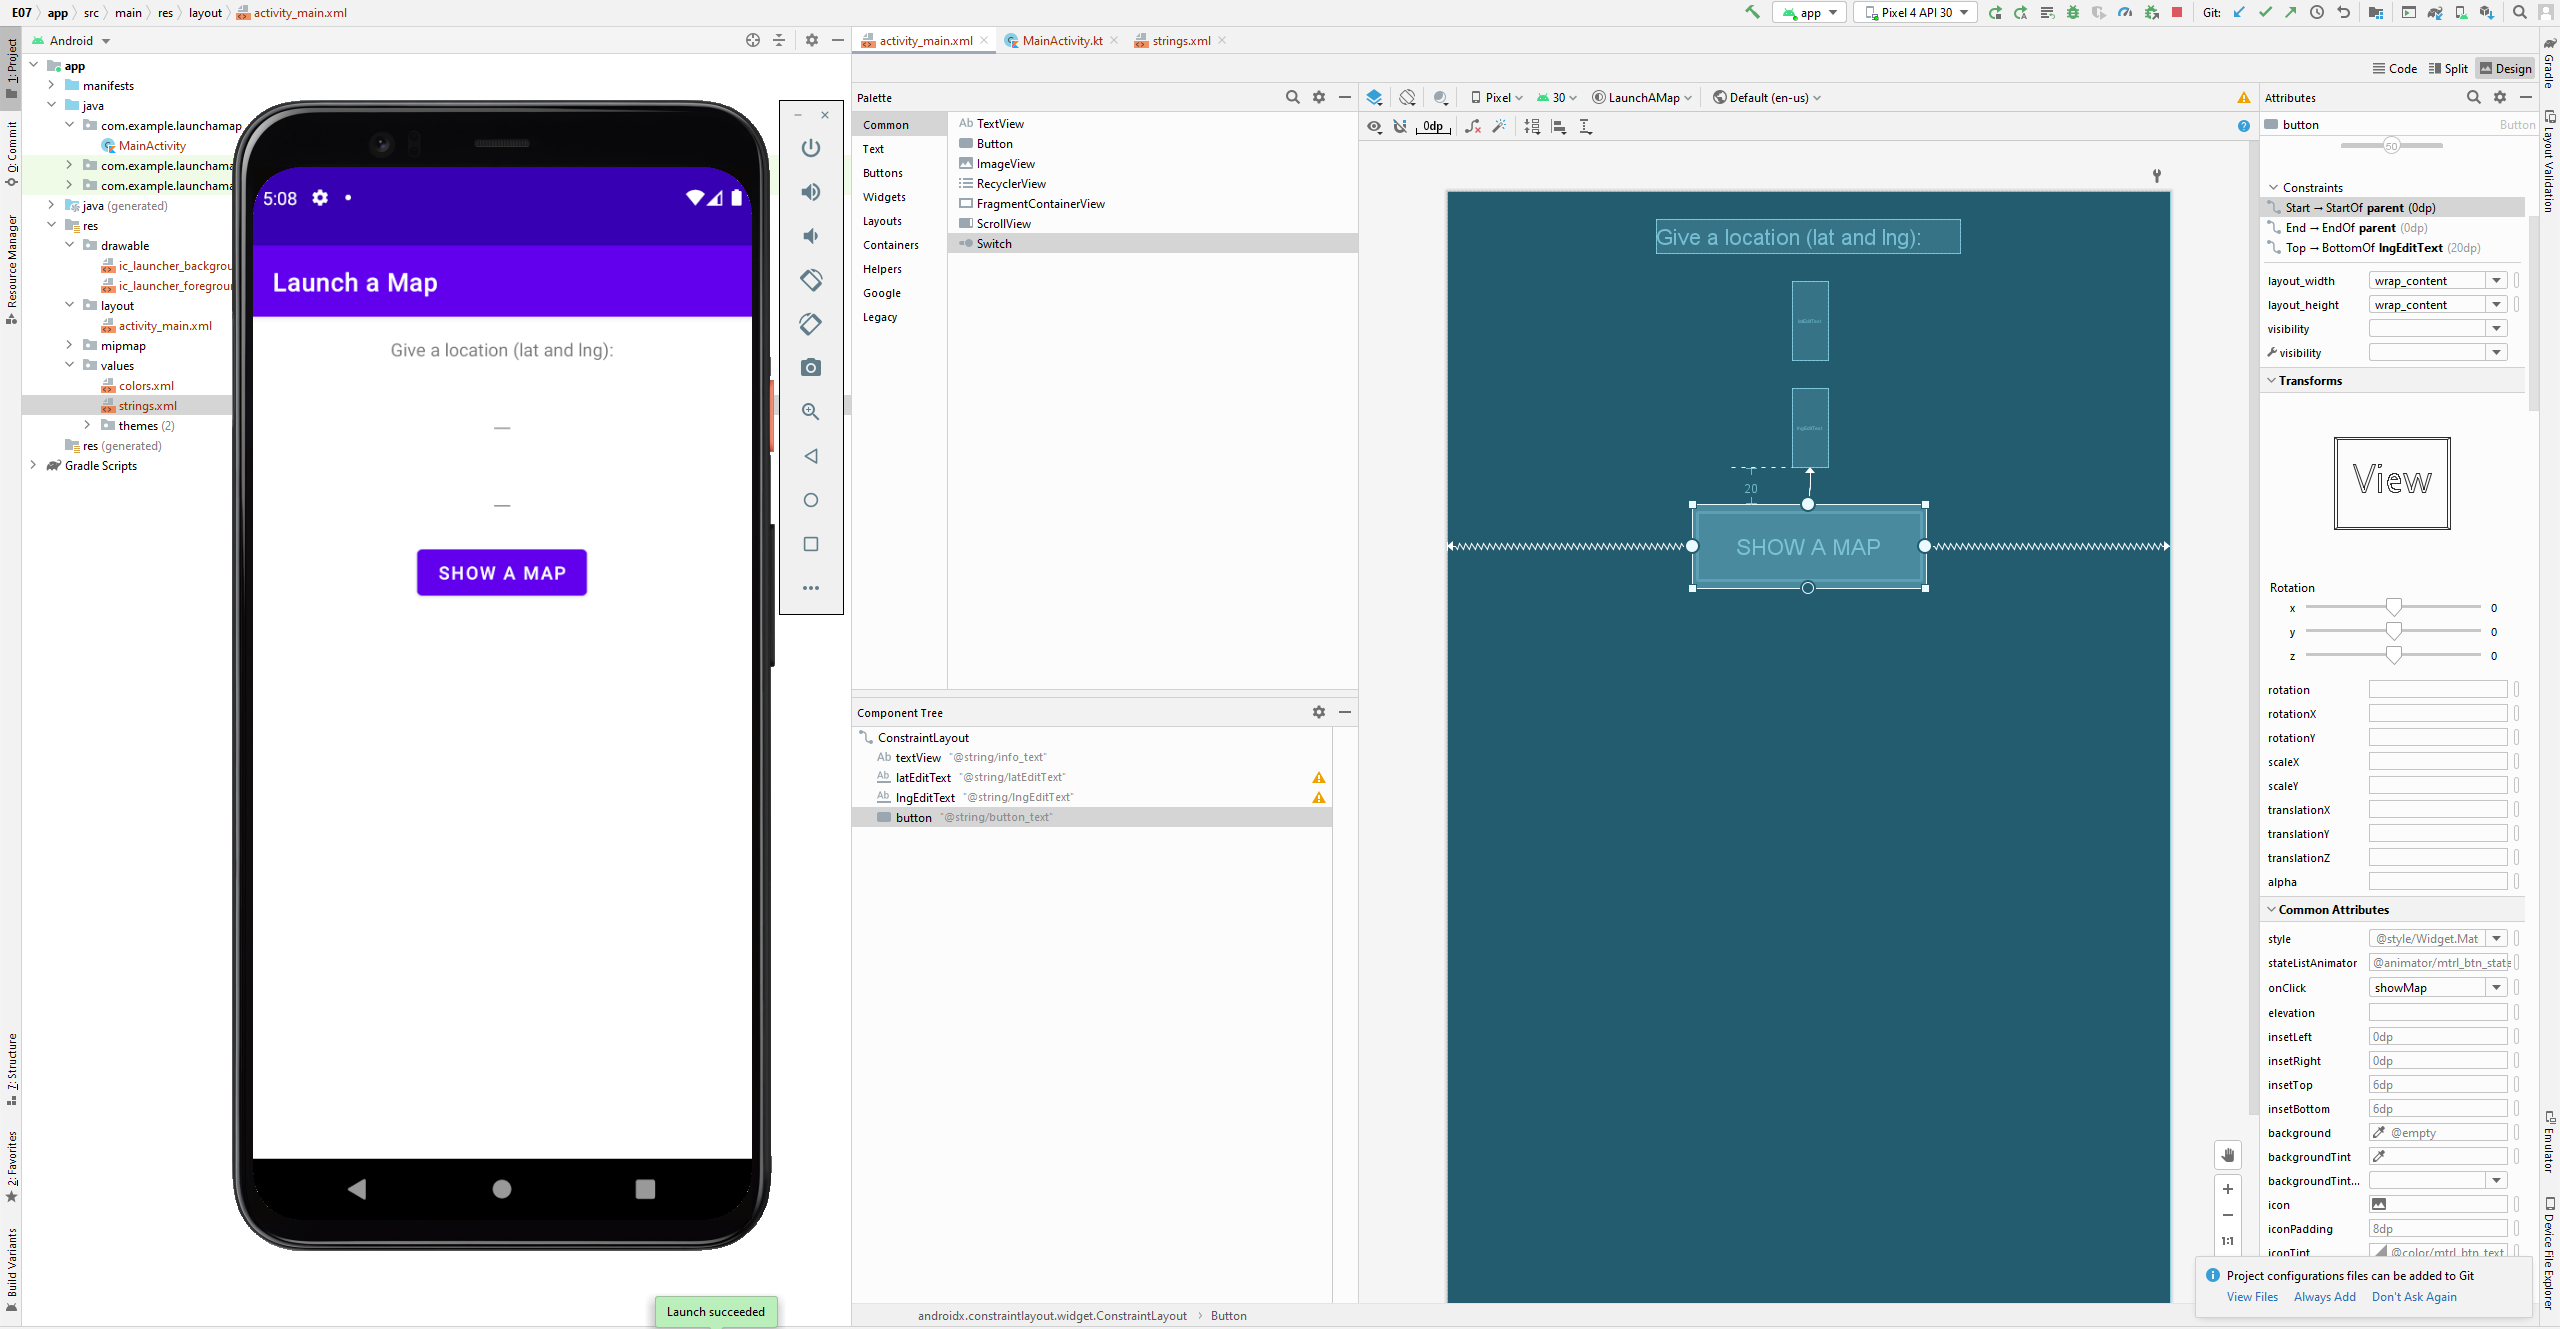 E07 app src main res layout activity_main.xml
app Pixel 4 API 30 Git:
Android
activity_main.xml MainActivity.kt strings.xml
Code Split Design
1: Project
0: Commit
Resource Manager
7: Structure
2: Favorites
Build Variants
app
manifests
java
com.example.launchamap
MainActivity
com.example.launchama
com.example.launchama
java (generated)
res
drawable
ic_launcher_backgrou
ic_launcher_foregroun
layout
activity_main.xml
mipmap
values
colors.xml
strings.xml
themes (2)
res (generated)
Gradle Scripts
5:08
Launch a Map
Give a location (lat and lng):
SHOW A MAP
Launch succeeded
Palette
Common
Text
Buttons
Widgets
Layouts
Containers
Helpers
Google
Legacy
Ab TextView
Button
ImageView
RecyclerView
FragmentContainerView
ScrollView
Switch
Component Tree
ConstraintLayout
Ab textView "@string/info_text"
Ab latEditText "@string/latEditText"
Ab lngEditText "@string/lngEditText"
button "@string/button_text"
Pixel 30 LaunchAMap Default (en-us)
0dp
Give a location (lat and lng):
latEditText
lngEditText
20
SHOW A MAP
1:1
androidx.constraintlayout.widget.ConstraintLayout Button
Attributes
button Button
50
Constraints
Start → StartOf parent (0dp)
End → EndOf parent (0dp)
Top → BottomOf lngEditText (20dp)
layout_width wrap_content
layout_height wrap_content
visibility
visibility
Transforms
View
Rotation
x 0
y 0
z 0
rotation
rotationX
rotationY
scaleX
scaleY
translationX
translationY
translationZ
alpha
Common Attributes
style @style/Widget.Mat
stateListAnimator @animator/mtrl_btn_state
onClick showMap
elevation
insetLeft 0dp
insetRight 0dp
insetTop 6dp
insetBottom 6dp
background @empty
backgroundTint
backgroundTint...
icon
iconPadding 8dp
iconTint @color/mtrl_btn_text
Project configurations files can be added to Git
View Files Always Add Don't Ask Again
Gradle
Layout Validation
Emulator
Device File Explorer